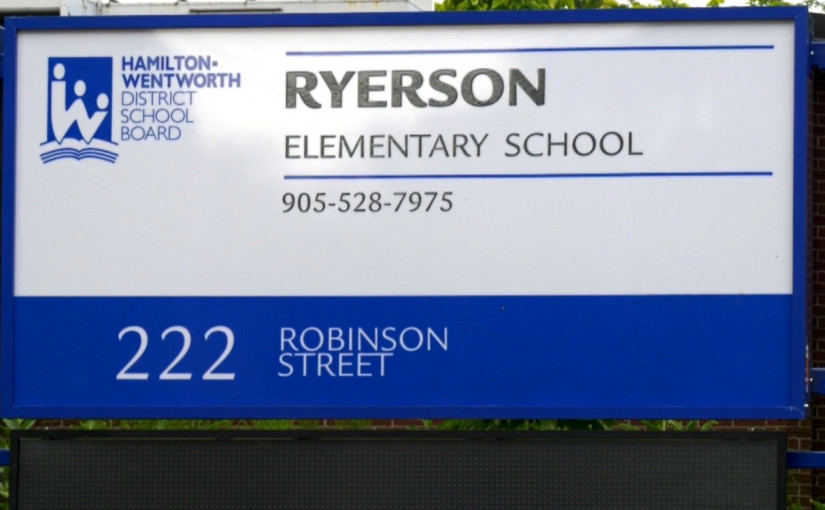 HAMILTON-
WENTWORTH
DISTRICT
SCHOOL
BOARD
RYERSON
ELEMENTARY SCHOOL
905-528-7975
222
ROBINSON
STREET